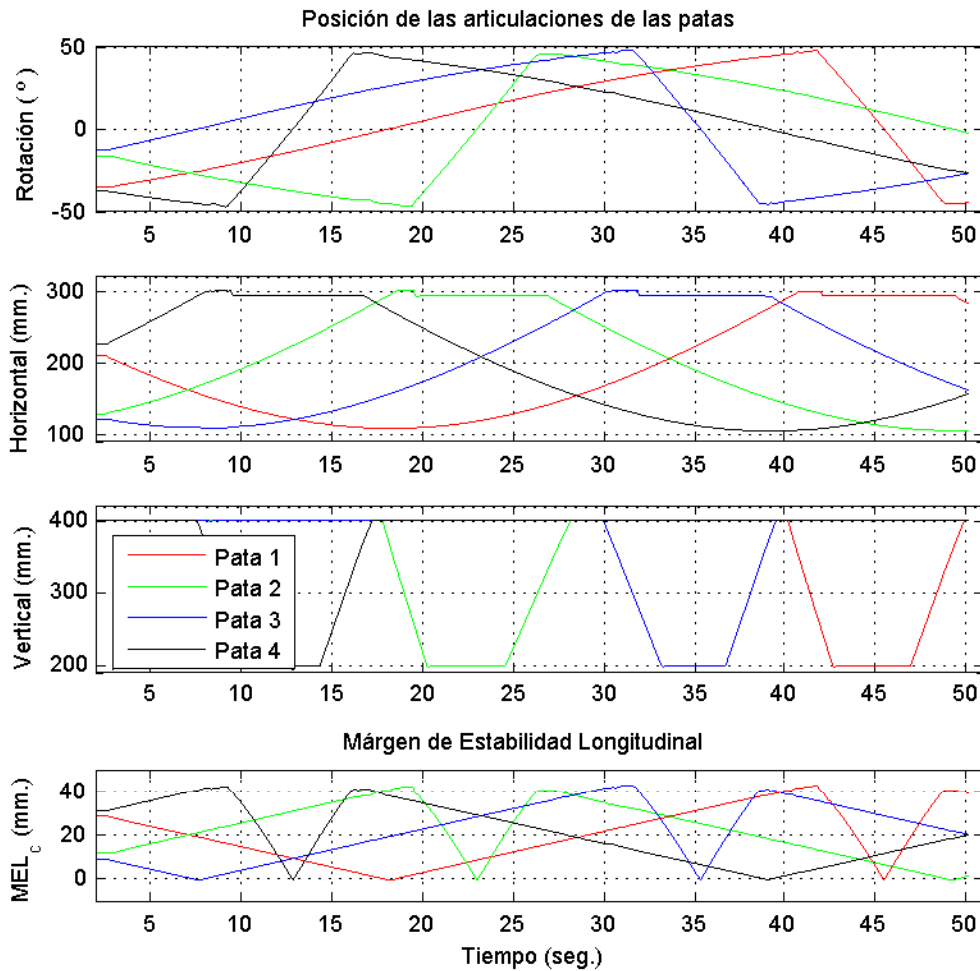 Posición de las articulaciones de las patas
Rotación ( º )
50
0
-50
5 10 15 20 25 30 35 40 45 50
Horizontal (mm.)
300
200
100
5 10 15 20 25 30 35 40 45 50
Vertical (mm.)
400
300
200
Pata 1
Pata 2
Pata 3
Pata 4
5 10 15 20 25 30 35 40 45 50
Márgen de Estabilidad Longitudinal
MEL_c (mm.)
40
20
0
5 10 15 20 25 30 35 40 45 50
Tiempo (seg.)